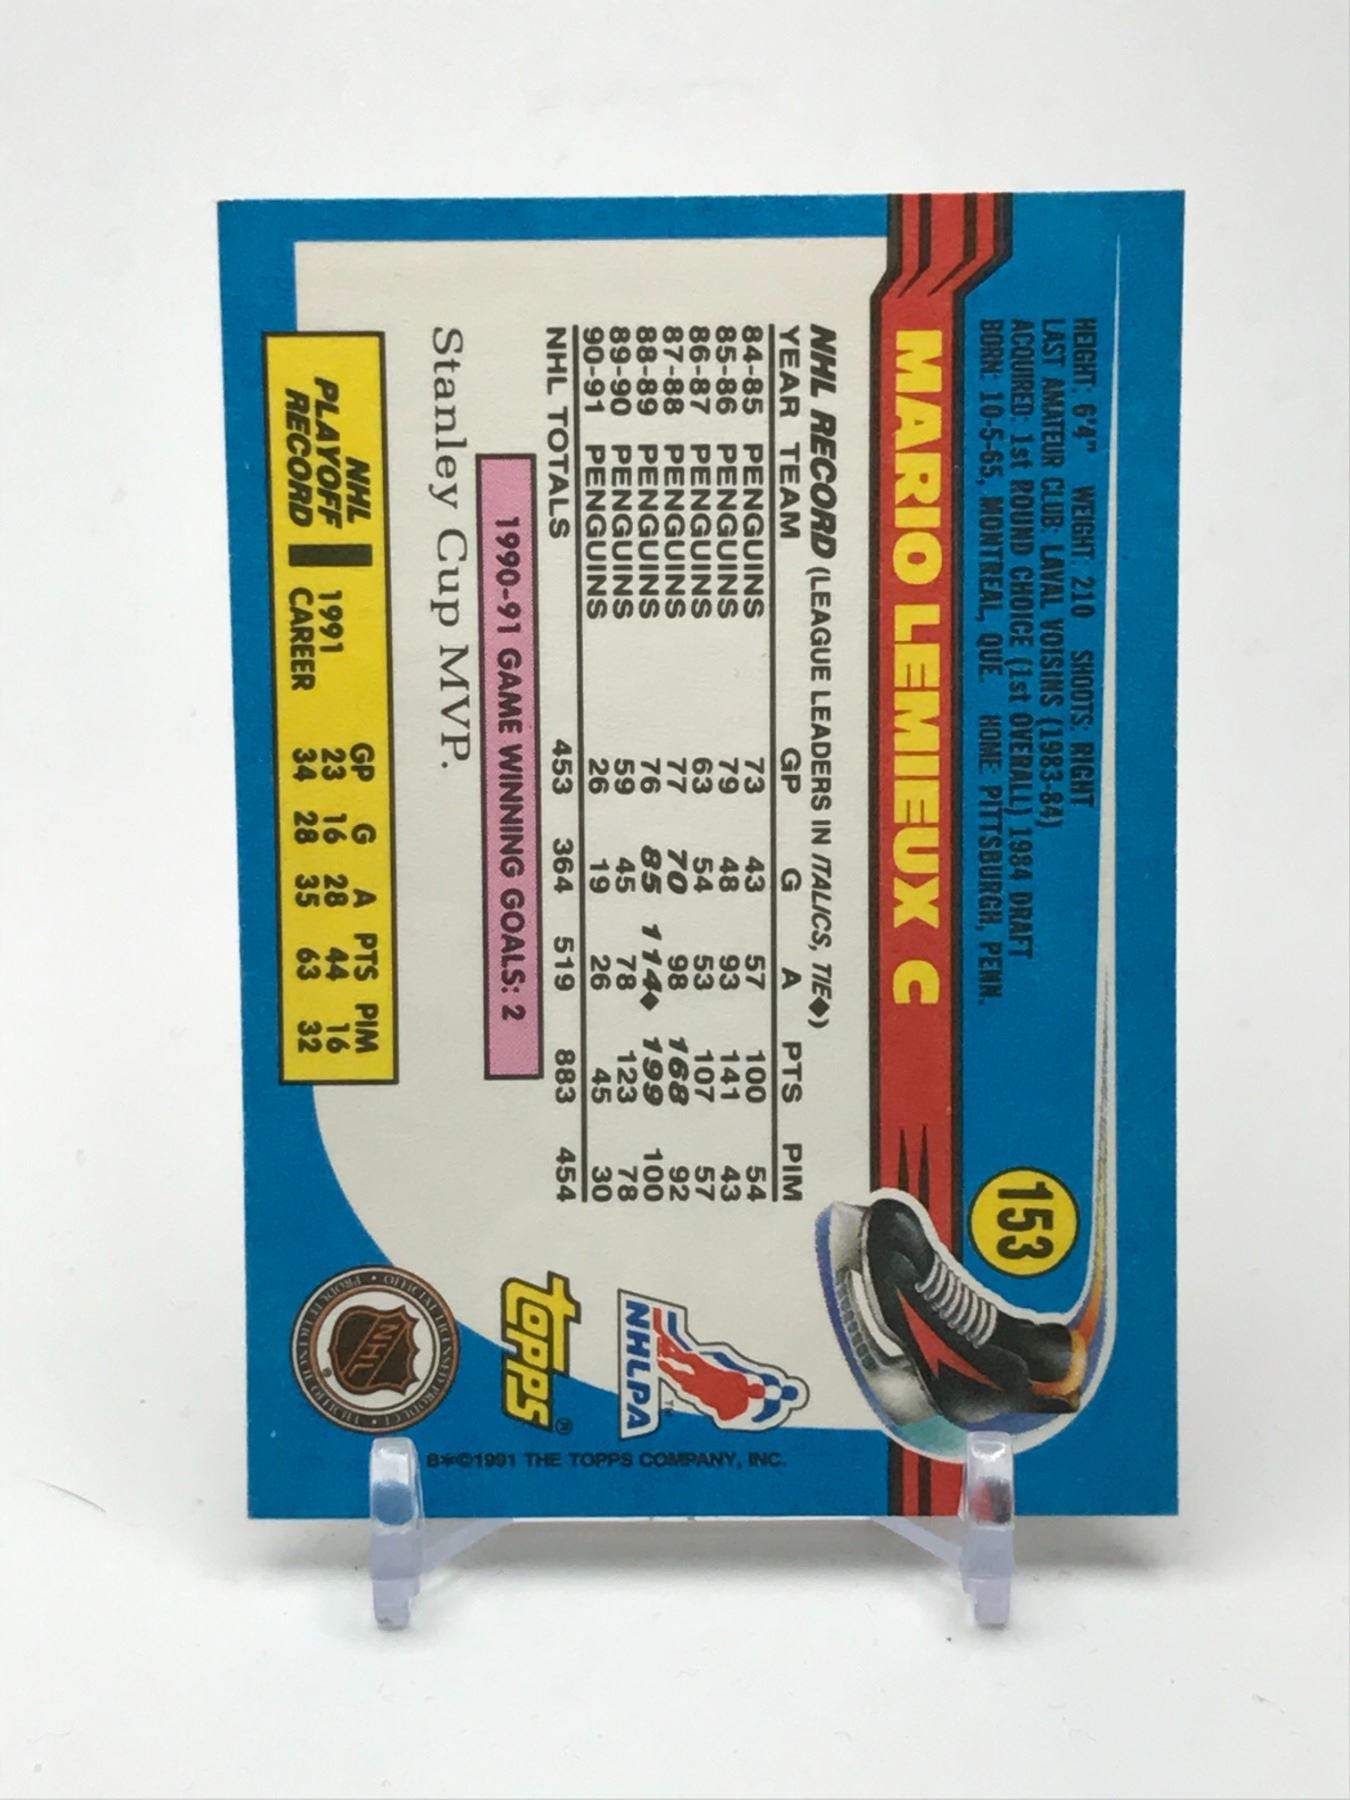 153
HEIGHT: 6'4" WEIGHT: 210 SHOOTS: RIGHT
LAST AMATEUR CLUB: LAVAL VOISINS (1983-84)
ACQUIRED: 1st ROUND CHOICE (1st OVERALL) 1984 DRAFT
BORN: 10-5-65, MONTREAL, QUE. HOME: PITTSBURGH, PENN.
MARIO LEMIEUX C
NHL RECORD (LEAGUE LEADERS IN ITALICS, TIE◆)
YEAR TEAM GP G A PTS PIM
84-85 PENGUINS 73 43 57 100 54
85-86 PENGUINS 79 48 93 141 43
86-87 PENGUINS 63 54 53 107 57
87-88 PENGUINS 77 70 98 168 92
88-89 PENGUINS 76 85 114◆ 199 100
89-90 PENGUINS 59 45 78 123 78
90-91 PENGUINS 26 19 26 45 30
NHL TOTALS 453 364 519 883 454
1990-91 GAME WINNING GOALS: 2
Stanley Cup MVP.
NHL PLAYOFF RECORD
GP G A PTS PIM
1991 23 16 28 44 16
CAREER 34 28 35 63 32
NHLPA™
TOPPS®
NHL
OFFICIAL LICENSED PRODUCT
B*©1991 THE TOPPS COMPANY, INC.